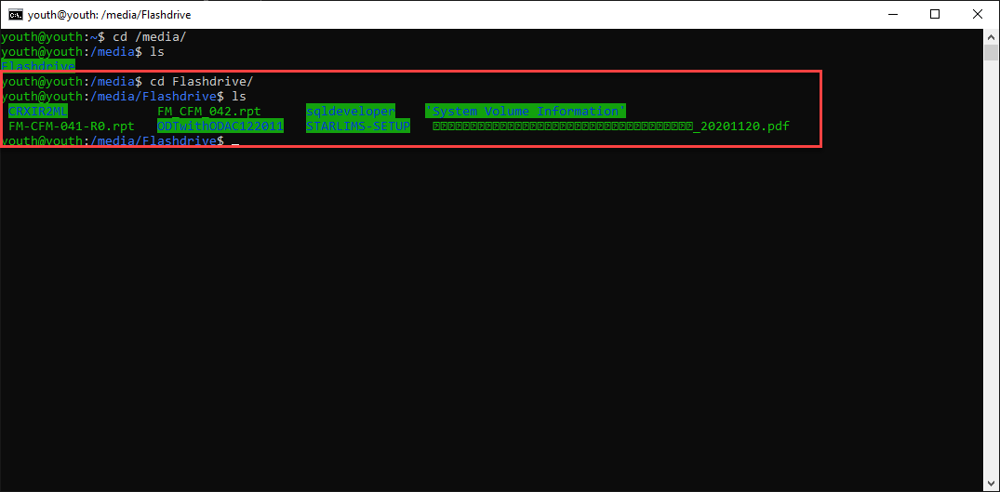 youth@youth: /media/Flashdrive
youth@youth:~$ cd /media/
youth@youth:/media$ ls
Flashdrive
youth@youth:/media$ cd Flashdrive/
youth@youth:/media/Flashdrive$ ls
CRXIR2ML FM_CFM_042.rpt sqldeveloper 'System Volume Information'
FM-CFM-041-R0.rpt ODTwithODAC122011 STARLIMS-SETUP _20201120.pdf
youth@youth:/media/Flashdrive$ _